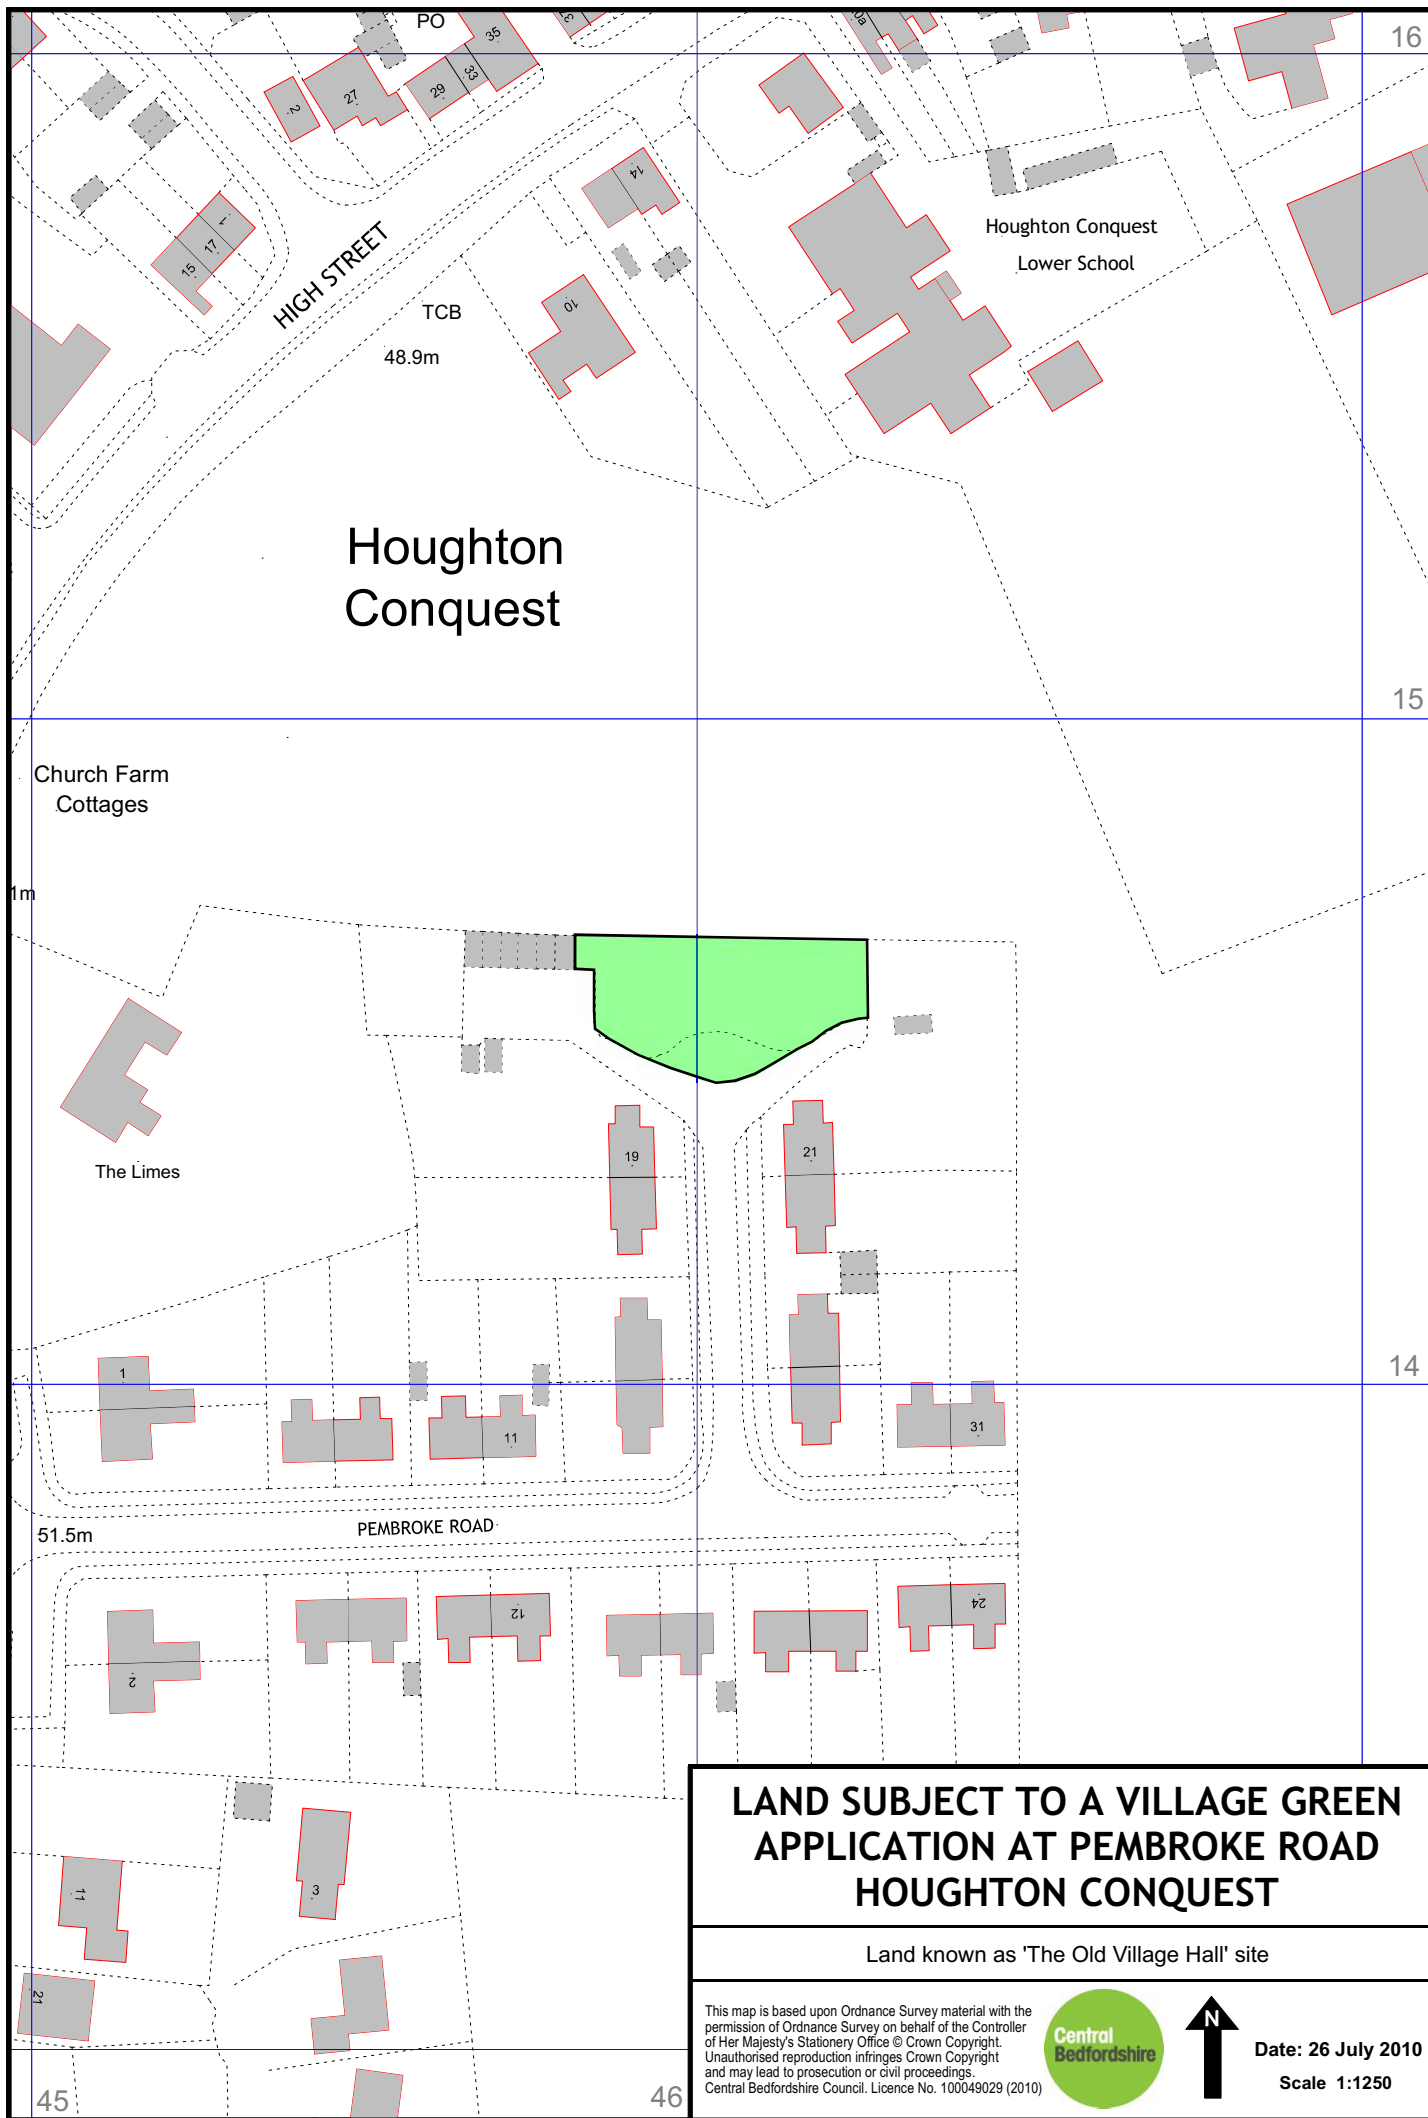 PO
16
35
37
0a
33
29
27
2
14
1
17
15
Houghton Conquest
Lower School
HIGH STREET
TCB
10
48.9m
Houghton
Conquest
15
Church Farm
Cottages
1m
19
21
The Limes
14
1
11
31
51.5m
PEMBROKE ROAD
12
24
2
11
3
21
45
46
LAND SUBJECT TO A VILLAGE GREEN
APPLICATION AT PEMBROKE ROAD
HOUGHTON CONQUEST
Land known as 'The Old Village Hall' site
This map is based upon Ordnance Survey material with the
permission of Ordnance Survey on behalf of the Controller
of Her Majesty's Stationery Office © Crown Copyright.
Unauthorised reproduction infringes Crown Copyright
and may lead to prosecution or civil proceedings.
Central Bedfordshire Council. Licence No. 100049029 (2010)
Central
Bedfordshire
N
Date: 26 July 2010
Scale 1:1250